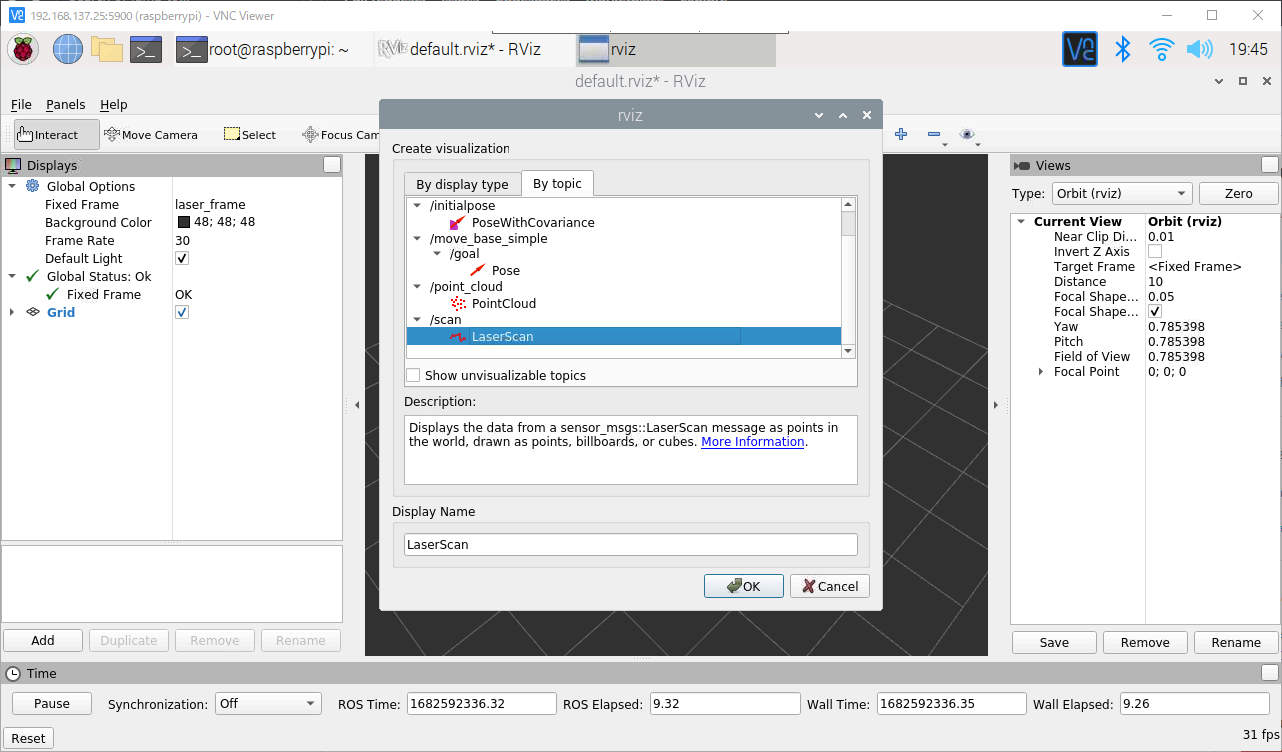 192.168.137.25:5900 (raspberrypi) - VNC Viewer
root@raspberrypi: ~
default.rviz* - RViz
rviz
19:45
default.rviz* - RViz
File Panels Help
Interact Move Camera Select Focus Cam
Displays
Global Options
Fixed Frame laser_frame
Background Color 48; 48; 48
Frame Rate 30
Default Light
Global Status: Ok
Fixed Frame OK
Grid
Add Duplicate Remove Rename
rviz
Create visualization
By display type By topic
/initialpose
PoseWithCovariance
/move_base_simple
/goal
Pose
/point_cloud
PointCloud
/scan
LaserScan
Show unvisualizable topics
Description:
Displays the data from a sensor_msgs::LaserScan message as points in
the world, drawn as points, billboards, or cubes. More Information.
Display Name
LaserScan
OK Cancel
Views
Type: Orbit (rviz) Zero
Current View Orbit (rviz)
Near Clip Di... 0.01
Invert Z Axis
Target Frame <Fixed Frame>
Distance 10
Focal Shape... 0.05
Focal Shape...
Yaw 0.785398
Pitch 0.785398
Field of View 0.785398
Focal Point 0; 0; 0
Save Remove Rename
Time
Pause Synchronization: Off ROS Time: 1682592336.32 ROS Elapsed: 9.32 Wall Time: 1682592336.35 Wall Elapsed: 9.26
Reset 31 fps